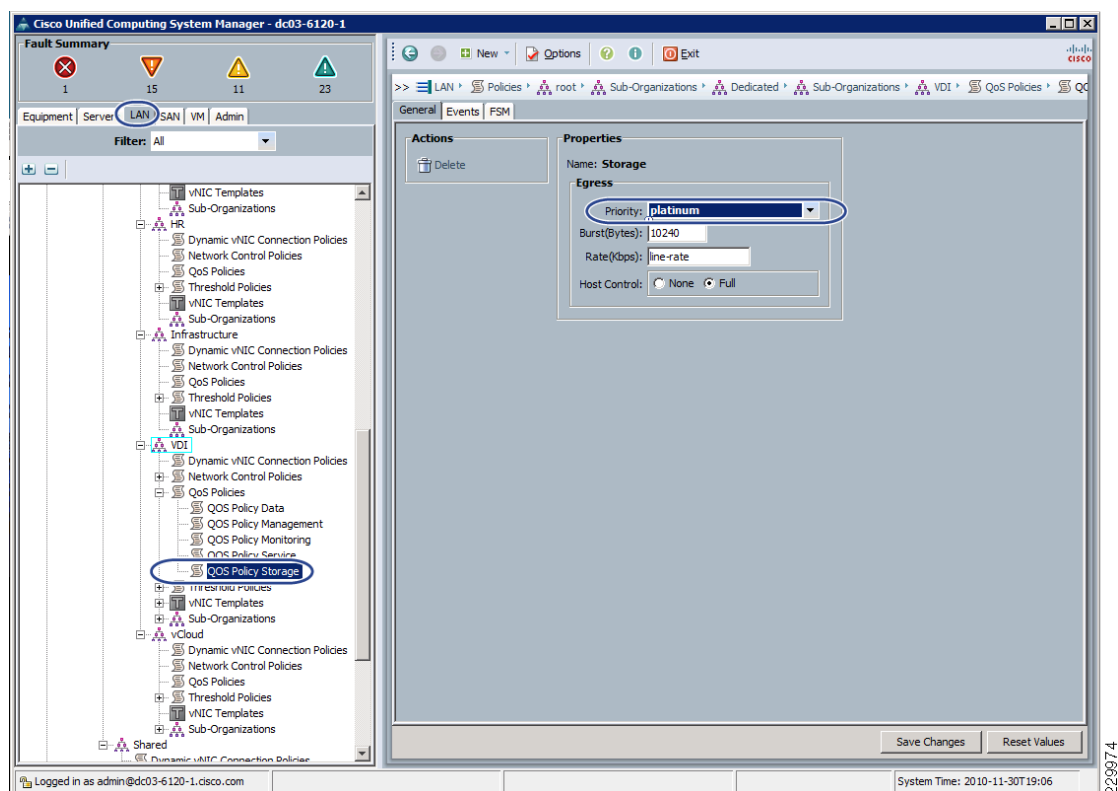 Cisco Unified Computing System Manager - dc03-6120-1
Fault Summary
1 15 11 23
New Options Exit
cisco
>> LAN Policies root Sub-Organizations Dedicated Sub-Organizations VDI QoS Policies
Equipment Server LAN SAN VM Admin
General Events FSM
Filter: All
Actions
Delete
Properties
Name: Storage
Egress
Priority: platinum
Burst(Bytes): 10240
Rate(Kbps): line-rate
Host Control: None Full
vNIC Templates
Sub-Organizations
HR
Dynamic vNIC Connection Policies
Network Control Policies
QoS Policies
Threshold Policies
vNIC Templates
Sub-Organizations
Infrastructure
Dynamic vNIC Connection Policies
Network Control Policies
QoS Policies
Threshold Policies
vNIC Templates
Sub-Organizations
VDI
Dynamic vNIC Connection Policies
Network Control Policies
QoS Policies
QOS Policy Data
QOS Policy Management
QOS Policy Monitoring
QOS Policy Service
QOS Policy Storage
Threshold Policies
vNIC Templates
Sub-Organizations
vCloud
Dynamic vNIC Connection Policies
Network Control Policies
QoS Policies
Threshold Policies
vNIC Templates
Sub-Organizations
Shared
Dynamic vNIC Connection Policies
Save Changes Reset Values
Logged in as admin@dc03-6120-1.cisco.com
System Time: 2010-11-30T19:06
229974